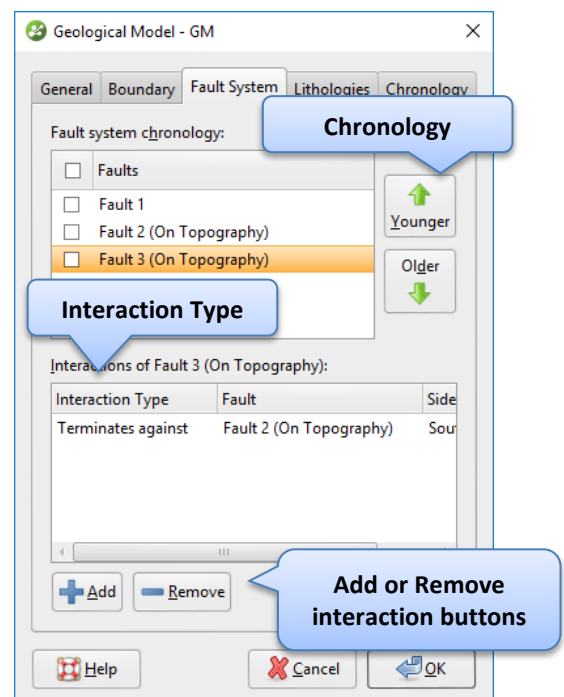 Geological Model - GM
General Boundary Fault System Lithologies Chronology
Fault system chronology:
Chronology
Faults
Fault 1
Fault 2 (On Topography)
Fault 3 (On Topography)
Younger
Older
Interaction Type
Interactions of Fault 3 (On Topography):
Interaction Type Fault Side
Terminates against Fault 2 (On Topography) Sou
Add Remove
Add or Remove
interaction buttons
Help Cancel OK